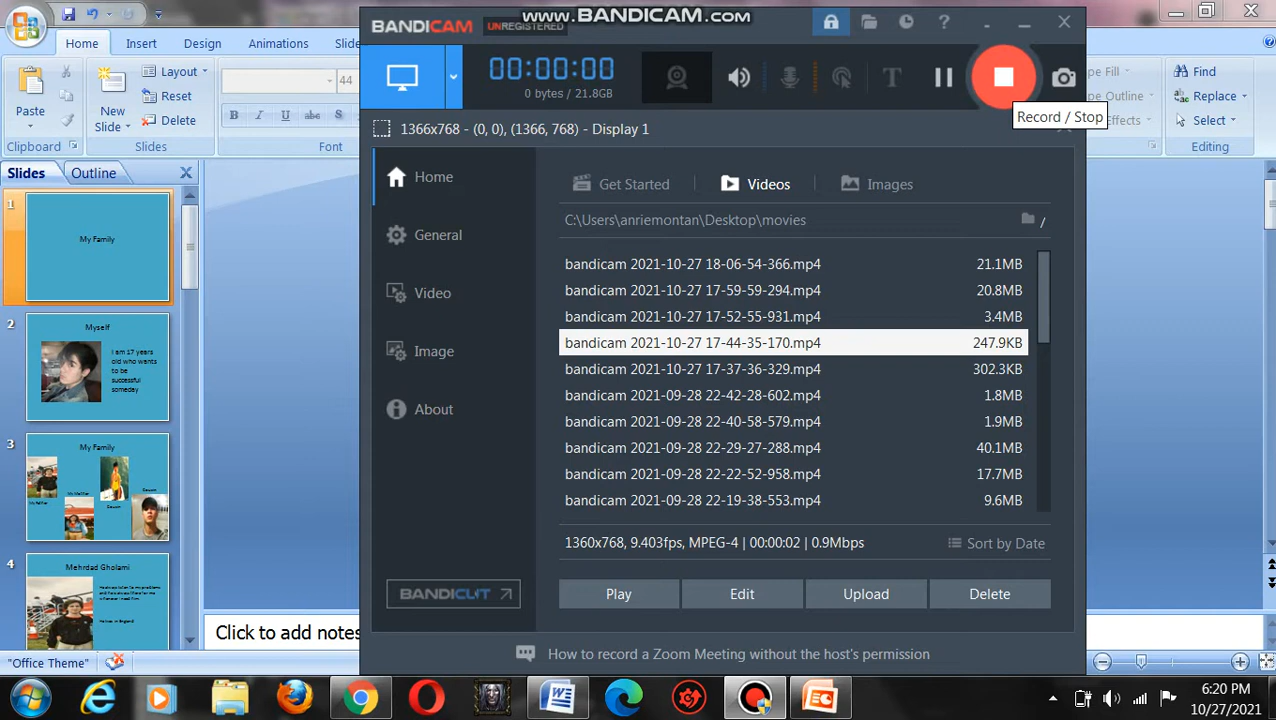 www.BANDICAM.com
BANDICAM UNREGISTERED
Home Insert Design Animations Slide
Paste
Clipboard
New Slide
Layout
Reset
Delete
Slides
44
B I U abe
00:00:00
0 bytes / 21.8GB
T
Record / Stop
Find
Replace
Select
Editing
1366x768 - (0, 0), (1366, 768) - Display 1
Slides Outline
1
My Family
2
Myself
I am 17 years
old who wants
to be
successful
someday
3
My Family
4
Mehrdad Gholami
"Office Theme"
Click to add notes
Home
General
Video
Image
About
BANDICUT
Get Started Videos Images
C:\Users\anriemontan\Desktop\movies
/
bandicam 2021-10-27 18-06-54-366.mp4 21.1MB
bandicam 2021-10-27 17-59-59-294.mp4 20.8MB
bandicam 2021-10-27 17-52-55-931.mp4 3.4MB
bandicam 2021-10-27 17-44-35-170.mp4 247.9KB
bandicam 2021-10-27 17-37-36-329.mp4 302.3KB
bandicam 2021-09-28 22-42-28-602.mp4 1.8MB
bandicam 2021-09-28 22-40-58-579.mp4 1.9MB
bandicam 2021-09-28 22-29-27-288.mp4 40.1MB
bandicam 2021-09-28 22-22-52-958.mp4 17.7MB
bandicam 2021-09-28 22-19-38-553.mp4 9.6MB
1360x768, 9.403fps, MPEG-4 | 00:00:02 | 0.9Mbps
Sort by Date
Play Edit Upload Delete
How to record a Zoom Meeting without the host's permission
6:20 PM
10/27/2021